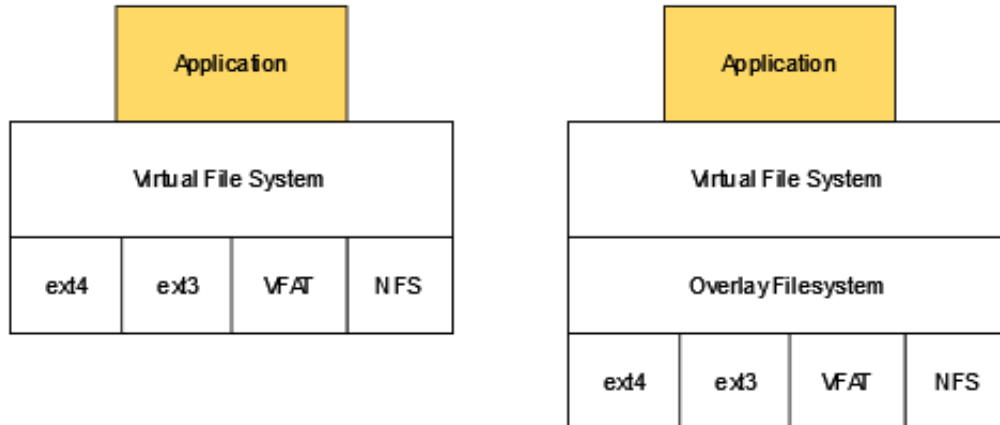 Application
Virtual File System
ext4 ext3 VFAT NFS
Application
Virtual File System
Overlay Filesystem
ext4 ext3 VFAT NFS